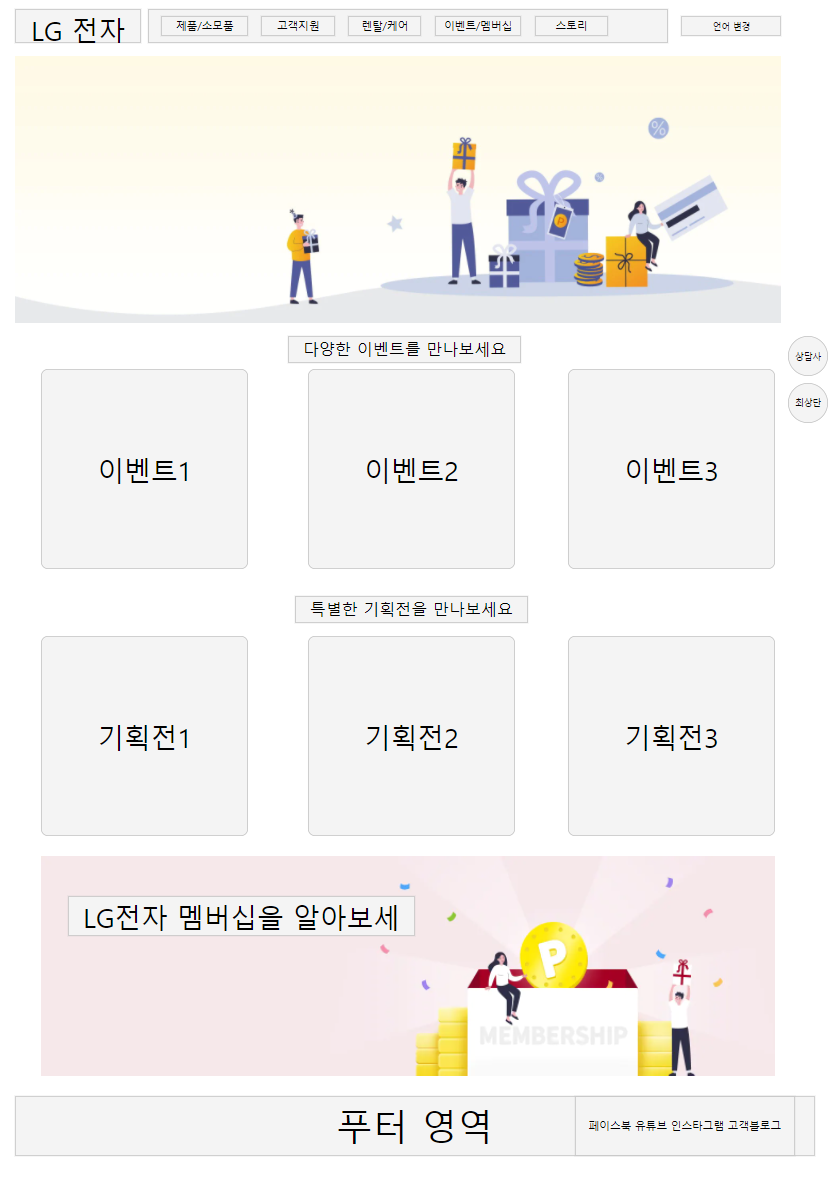 LG 전자
제품/소모품
고객지원
렌탈/케어
이벤트/멤버십
스토리
언어 변경
%
P
다양한 이벤트를 만나보세요
상담사
최상단
이벤트1
이벤트2
이벤트3
특별한 기획전을 만나보세요
기획전1
기획전2
기획전3
LG전자 멤버십을 알아보세
P
MEMBERSHIP
푸터 영역
페이스북 유튜브 인스타그램 고객블로그